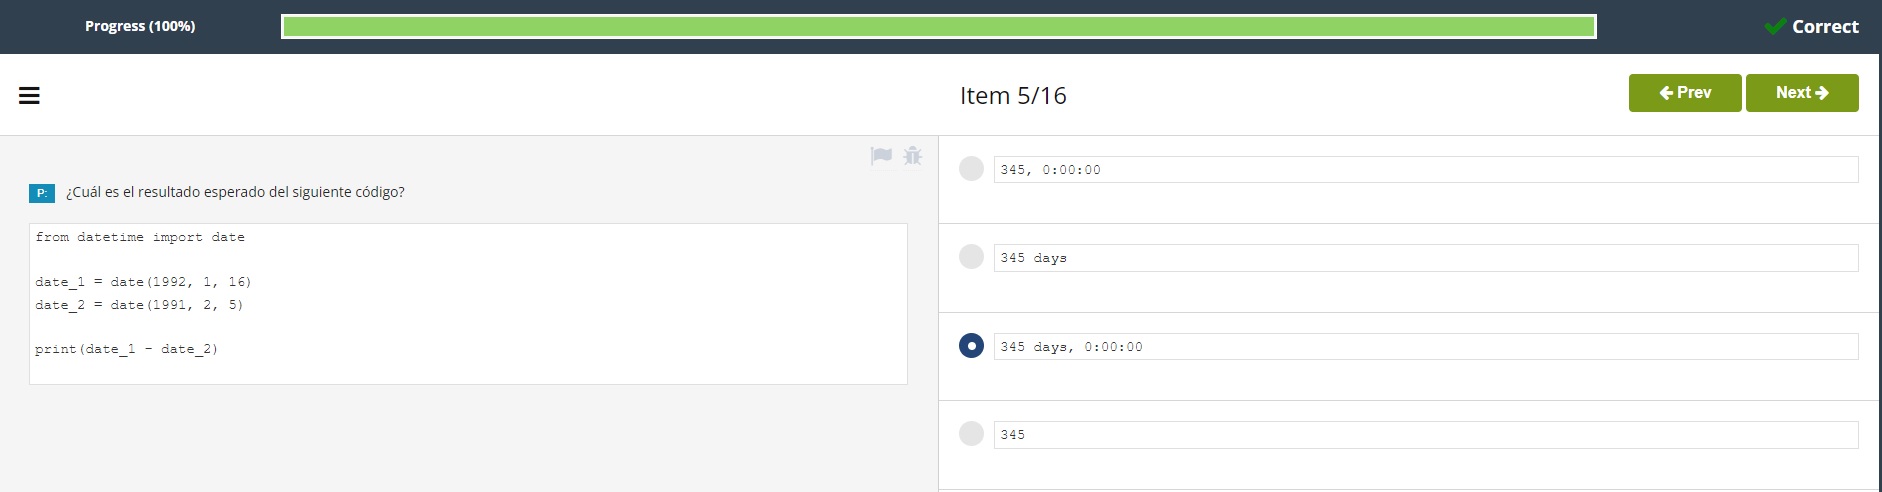 Progress (100%)
Correct
Item 5/16
Prev
Next
P: ¿Cuál es el resultado esperado del siguiente código?
from datetime import date
date_1 = date(1992, 1, 16)
date_2 = date(1991, 2, 5)
print(date_1 - date_2)
345, 0:00:00
345 days
345 days, 0:00:00
345